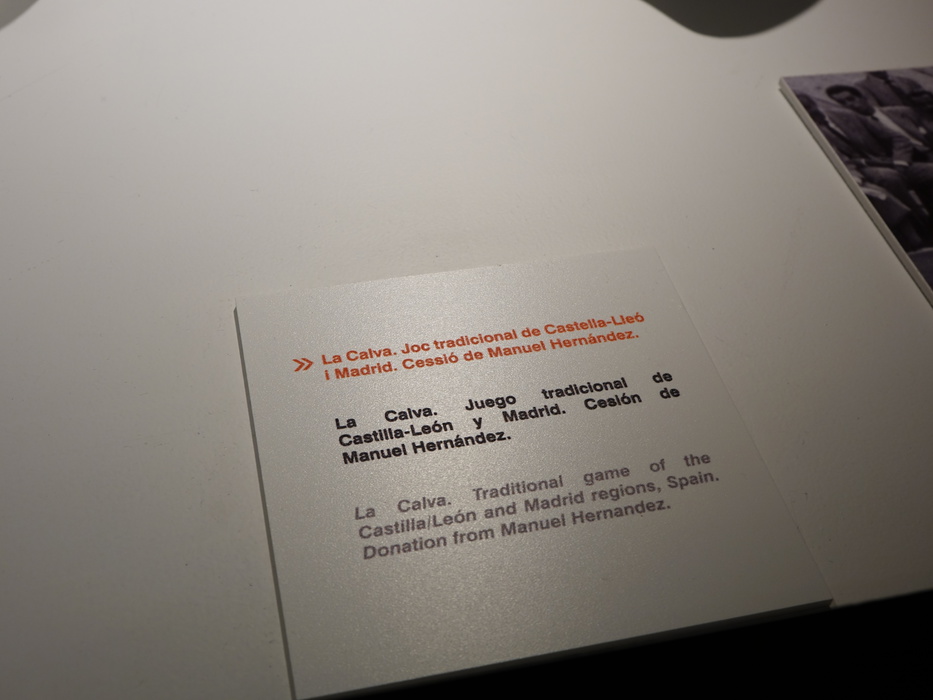 » La Calva. Joc tradicional de Castella-Lleó
i Madrid. Cessió de Manuel Hernández.
La Calva. Juego tradicional de
Castilla-León y Madrid. Cesión de
Manuel Hernández.
La Calva. Traditional game of the
Castilla/León and Madrid regions, Spain.
Donation from Manuel Hernandez.